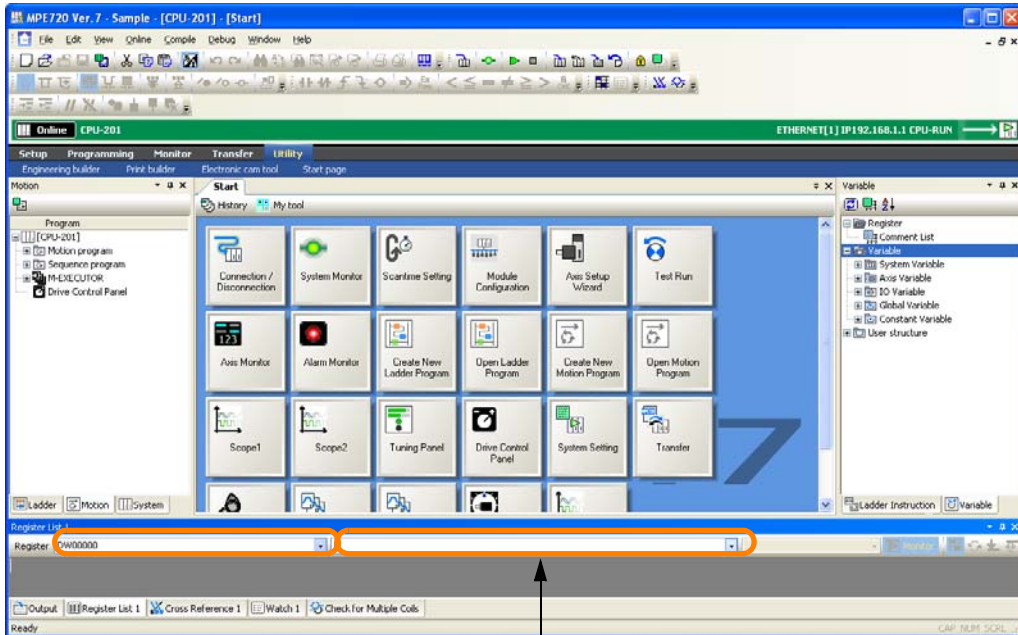 MPE720 Ver. 7 - Sample - [CPU-201] - [Start]
File Edit View Online Compile Debug Window Help
Online CPU-201
ETHERNET[1] IP192.168.1.1 CPU-RUN
Setup Programming Monitor Transfer Utility
Engineering builder Print builder Electronic cam tool Start page
Motion
Program
[CPU-201]
Motion program
Sequence program
M-EXECUTOR
Drive Control Panel
Ladder Motion System
Start
History My tool
Connection / Disconnection
System Monitor
Scantime Setting
Module Configuration
Axis Setup Wizard
Test Run
Axis Monitor
Alarm Monitor
Create New Ladder Program
Open Ladder Program
Create New Motion Program
Open Motion Program
Scope1
Scope2
Tuning Panel
Drive Control Panel
System Setting
Transfer
7
Variable
Register
Comment List
Variable
System Variable
Axis Variable
IO Variable
Global Variable
Constant Variable
User structure
Ladder Instruction Variable
Register List 1
Register DW00000
Monitor
Output Register List 1 Cross Reference 1 Watch 1 Check for Multiple Coils
Ready
CAP NUM SCRL